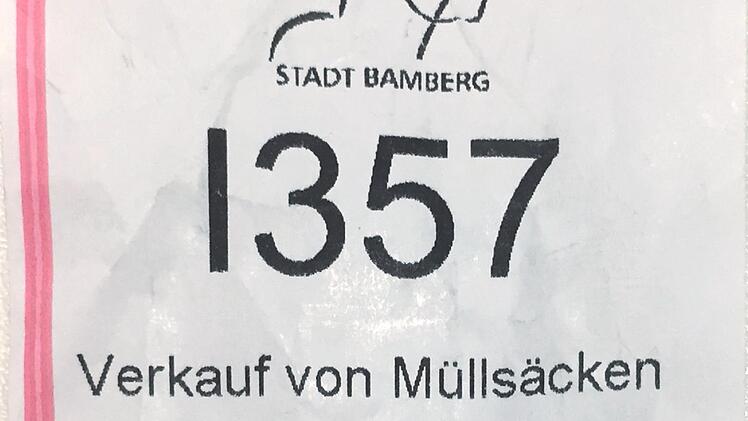 STADT BAMBERG
I357
Verkauf von Müllsäcken